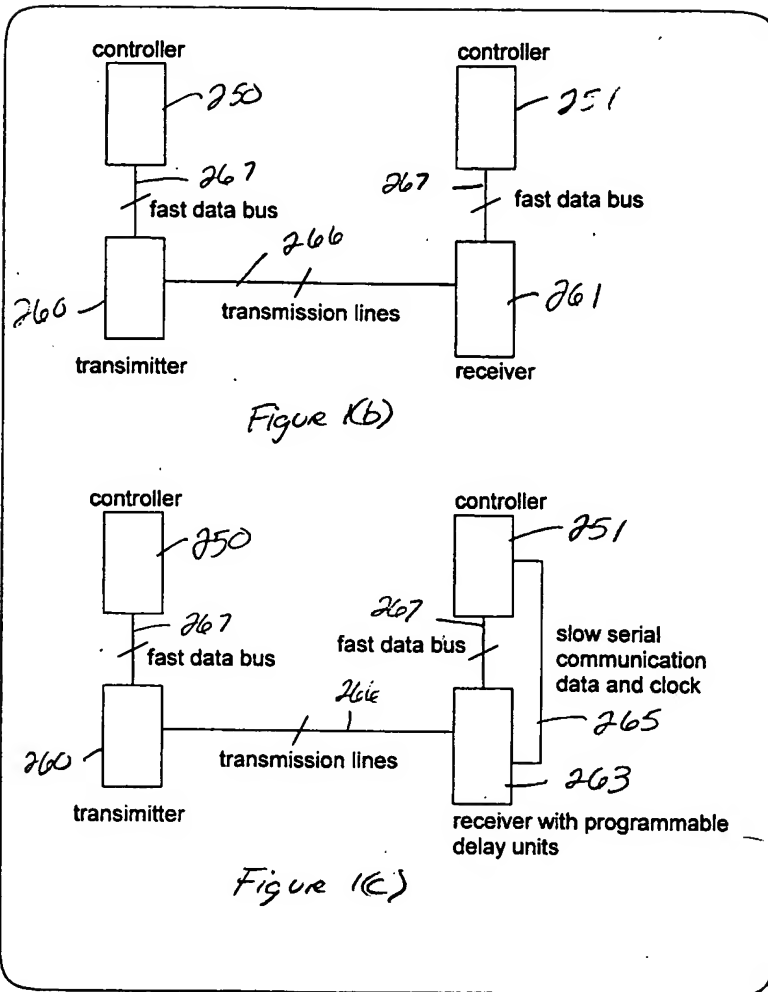 controller
controller
250
251
267
267
fast data bus
fast data bus
266
260
transmission lines
261
transimitter
receiver
Figure 1(b)
controller
controller
250
251
267
267
fast data bus
fast data bus
slow serial
communication
data and clock
266
265
260
transmission lines
263
transimitter
receiver with programmable
delay units
Figure 1(c)